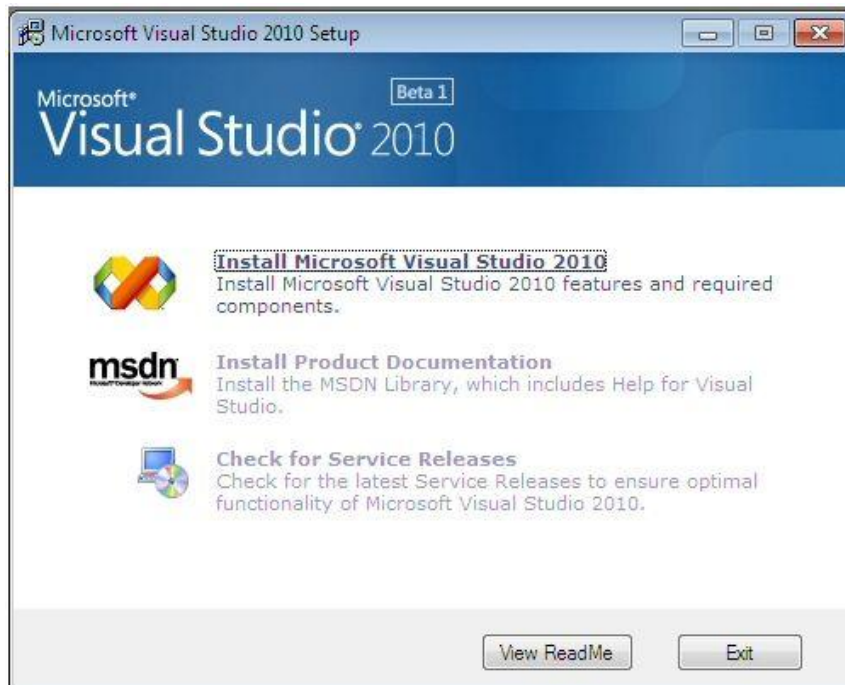 Microsoft Visual Studio 2010 Setup
Microsoft®
Beta 1
Visual Studio® 2010
Install Microsoft Visual Studio 2010
Install Microsoft Visual Studio 2010 features and required
components.
msdn
Microsoft Developer Network
Install Product Documentation
Install the MSDN Library, which includes Help for Visual
Studio.
Check for Service Releases
Check for the latest Service Releases to ensure optimal
functionality of Microsoft Visual Studio 2010.
View ReadMe
Exit